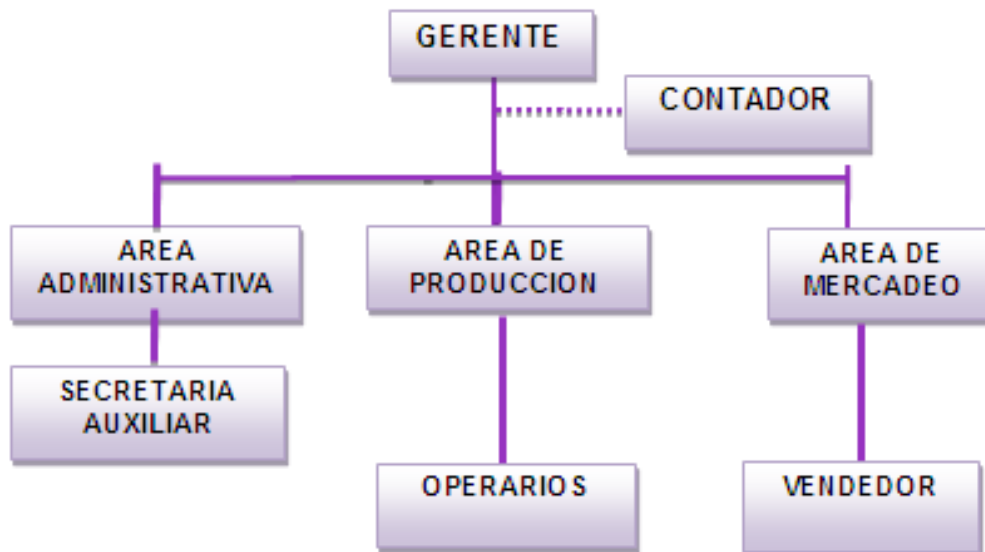 GERENTE
CONTADOR
AREA
ADMINISTRATIVA
AREA DE
PRODUCCION
AREA DE
MERCADEO
SECRETARIA
AUXILIAR
OPERARIOS
VENDEDOR